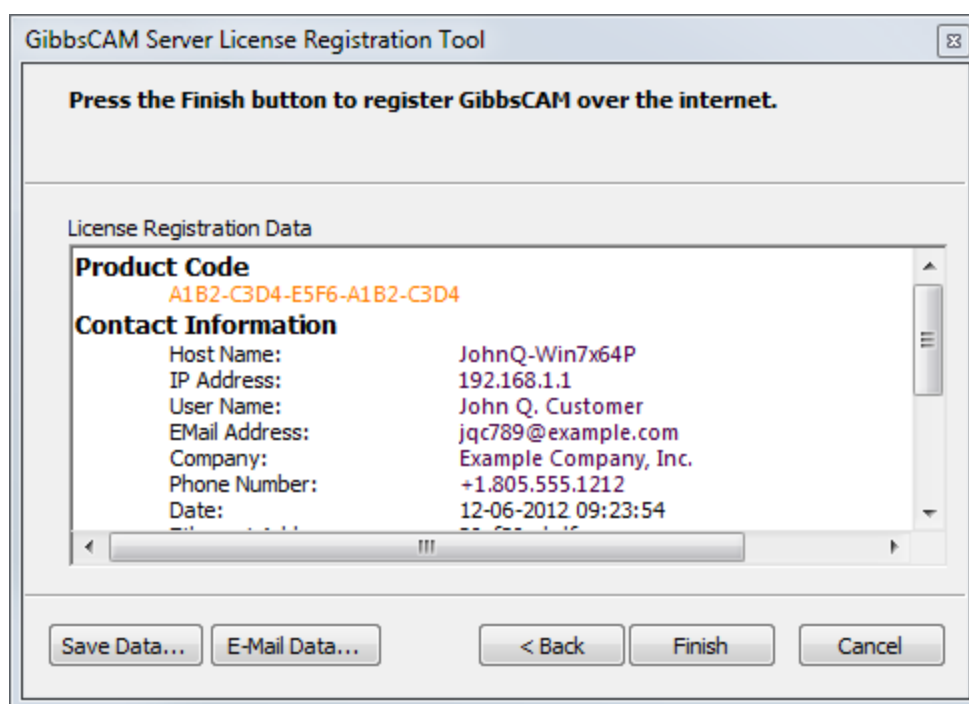 GibbsCAM Server License Registration Tool
Press the Finish button to register GibbsCAM over the internet.
License Registration Data
Product Code
A1B2-C3D4-E5F6-A1B2-C3D4
Contact Information
Host Name: JohnQ-Win7x64P
IP Address: 192.168.1.1
User Name: John Q. Customer
EMail Address: jqc789@example.com
Company: Example Company, Inc.
Phone Number: +1.805.555.1212
Date: 12-06-2012 09:23:54
Save Data... E-Mail Data... < Back Finish Cancel